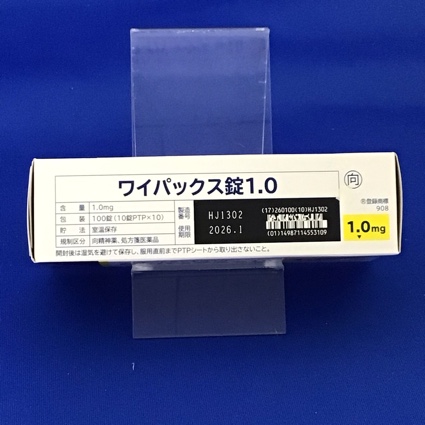 ワイパックス錠1.0
向
®登録商標
908
含 量 1.0mg
包 装 100錠(10錠PTP×10)
貯 法 室温保存
規制区分 向精神薬、処方箋医薬品
製造番号 HJ1302
使用期限 2026.1
(17)260100(10)HJ1302
(01)14987114553109
1.0mg
開封後は湿気を避けて保存し、服用直前までPTPシートから取り出さないこと。